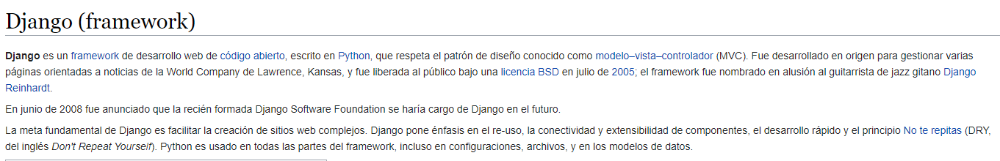 Django (framework)
Django es un framework de desarrollo web de código abierto, escrito en Python, que respeta el patrón de diseño conocido como modelo–vista–controlador (MVC). Fue desarrollado en origen para gestionar varias
páginas orientadas a noticias de la World Company de Lawrence, Kansas, y fue liberada al público bajo una licencia BSD en julio de 2005; el framework fue nombrado en alusión al guitarrista de jazz gitano Django
Reinhardt.
En junio de 2008 fue anunciado que la recién formada Django Software Foundation se haría cargo de Django en el futuro.
La meta fundamental de Django es facilitar la creación de sitios web complejos. Django pone énfasis en el re-uso, la conectividad y extensibilidad de componentes, el desarrollo rápido y el principio No te repitas (DRY,
del inglés Don't Repeat Yourself). Python es usado en todas las partes del framework, incluso en configuraciones, archivos, y en los modelos de datos.